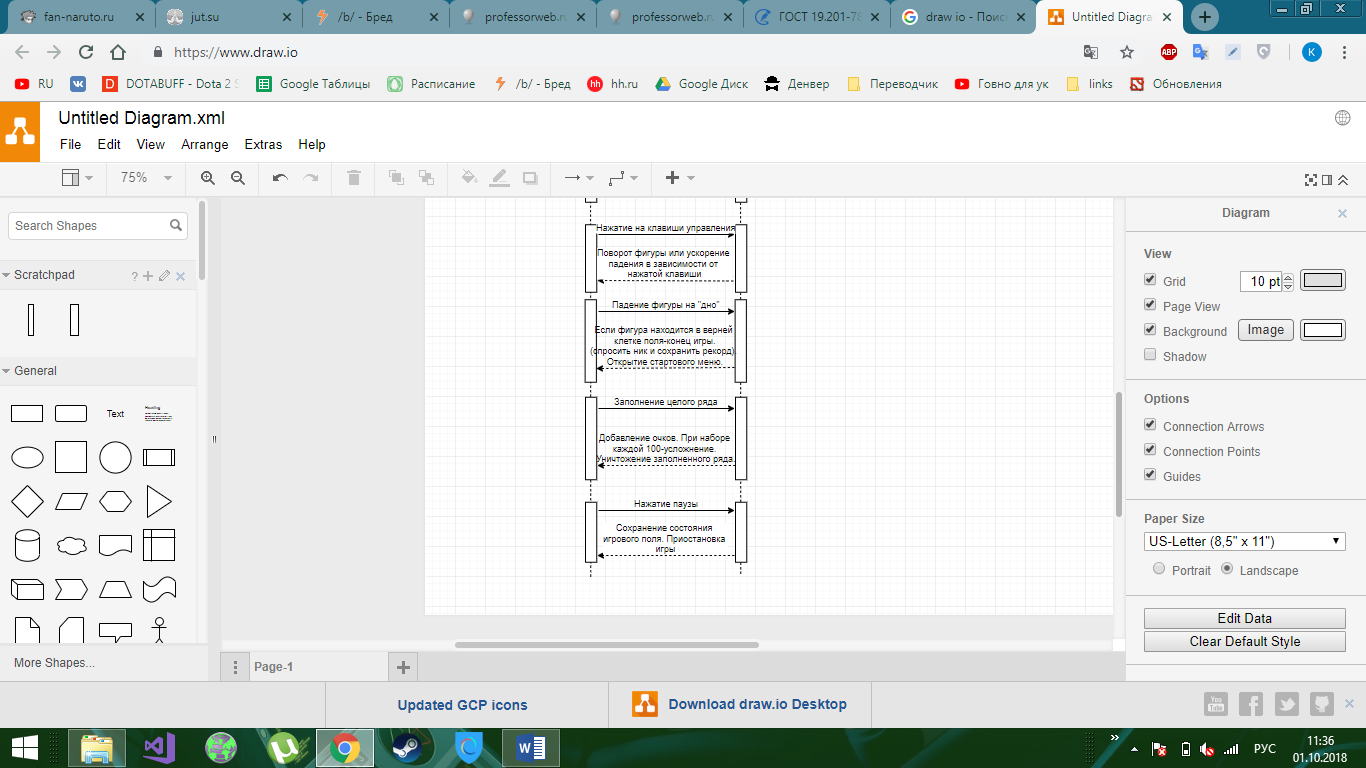 fan-naruto.ru
jut.su
/b/ - Бред
professorweb.r
professorweb.r
ГОСТ 19.201-78
draw io - Поис
Untitled Diagra
https://www.draw.io
ABP
K
RU
DOTABUFF - Dota 2 S
Google Таблицы
Расписание
/b/ - Бред
hh
hh.ru
Google Диск
Денвер
Переводчик
Говно для ук
links
Обновления
Untitled Diagram.xml
File Edit View Arrange Extras Help
75%
Search Shapes
Scratchpad
?
General
Text
Heading
More Shapes...
Нажатие на клавиши управления
Поворот фигуры или ускорение
падения в зависимости от
нажатой клавиши
Падение фигуры на "дно"
Если фигура находится в верней
клетке поля-конец игры.
(спросить ник и сохранить рекорд).
Открытие стартового меню.
Заполнение целого ряда
Добавление очков. При наборе
каждой 100-усложнение.
Уничтожение заполненного ряда.
Нажатие паузы
Сохранение состояния
игрового поля. Приостановка
игры
Diagram
View
Grid
10 pt
Page View
Background
Image
Shadow
Options
Connection Arrows
Connection Points
Guides
Paper Size
US-Letter (8,5" x 11")
Portrait Landscape
Edit Data
Clear Default Style
Page-1
Updated GCP icons
Download draw.io Desktop
You
Tube
РУС
11:36
01.10.2018